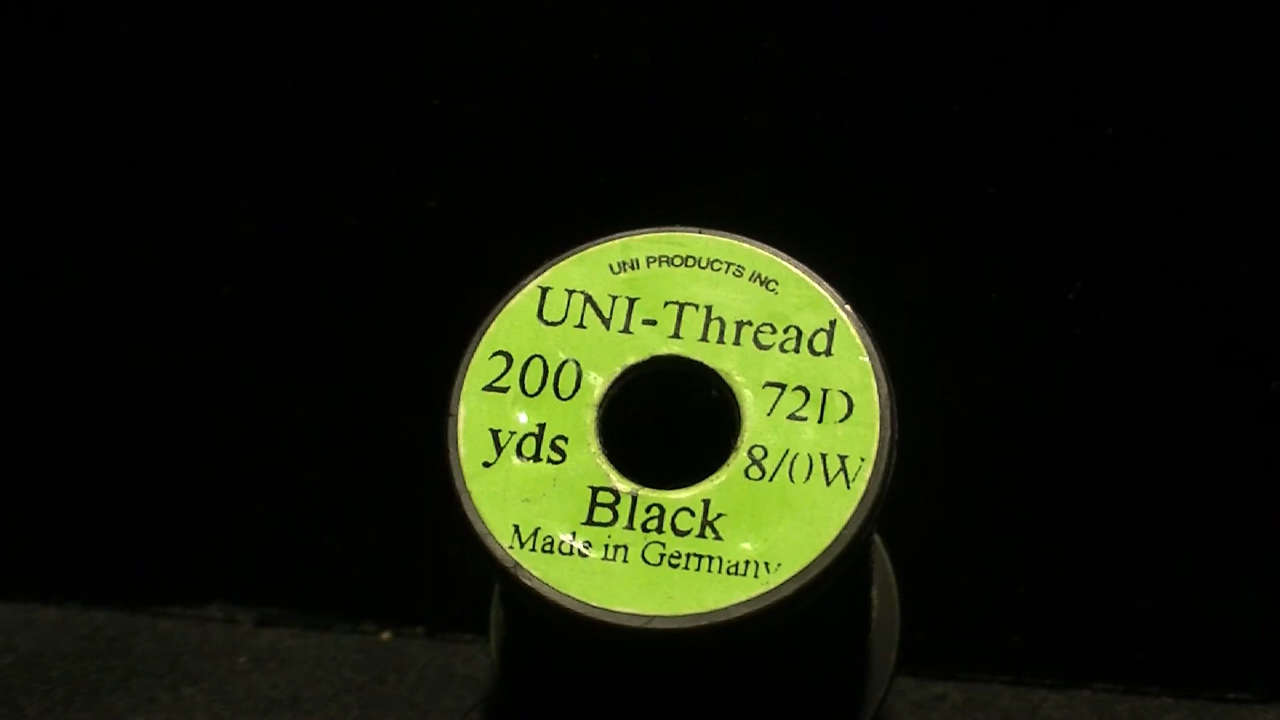 UNI PRODUCTS INC.
UNI-Thread
200 72D
yds 8/0W
Black
Made in Germany